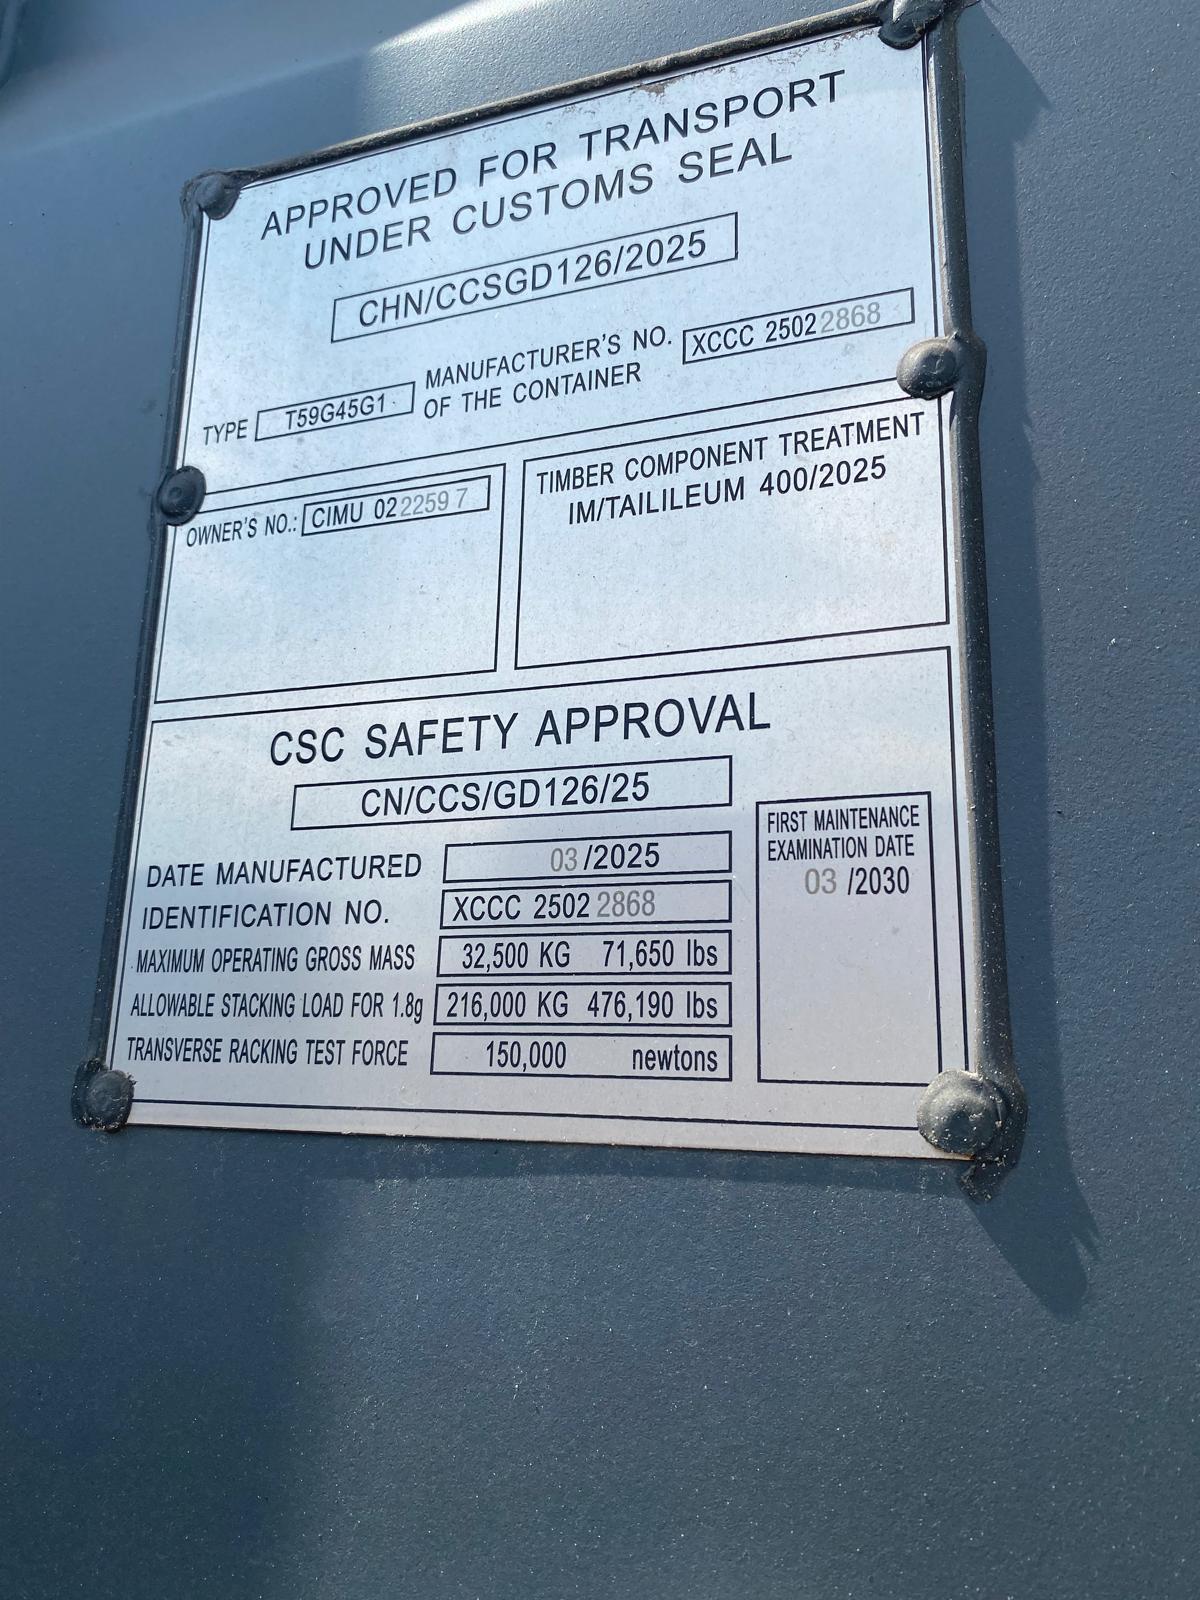 APPROVED FOR TRANSPORT
UNDER CUSTOMS SEAL
CHN/CCSGD126/2025
TYPE T59G45G1
MANUFACTURER'S NO.
OF THE CONTAINER
XCCC 2502 2868
OWNER'S NO.: CIMU 022259 7
TIMBER COMPONENT TREATMENT
IM/TAILILEUM 400/2025
CSC SAFETY APPROVAL
CN/CCS/GD126/25
DATE MANUFACTURED 03 /2025
IDENTIFICATION NO. XCCC 2502 2868
MAXIMUM OPERATING GROSS MASS 32,500 KG 71,650 lbs
ALLOWABLE STACKING LOAD FOR 1.8g 216,000 KG 476,190 lbs
TRANSVERSE RACKING TEST FORCE 150,000 newtons
FIRST MAINTENANCE
EXAMINATION DATE
03 /2030